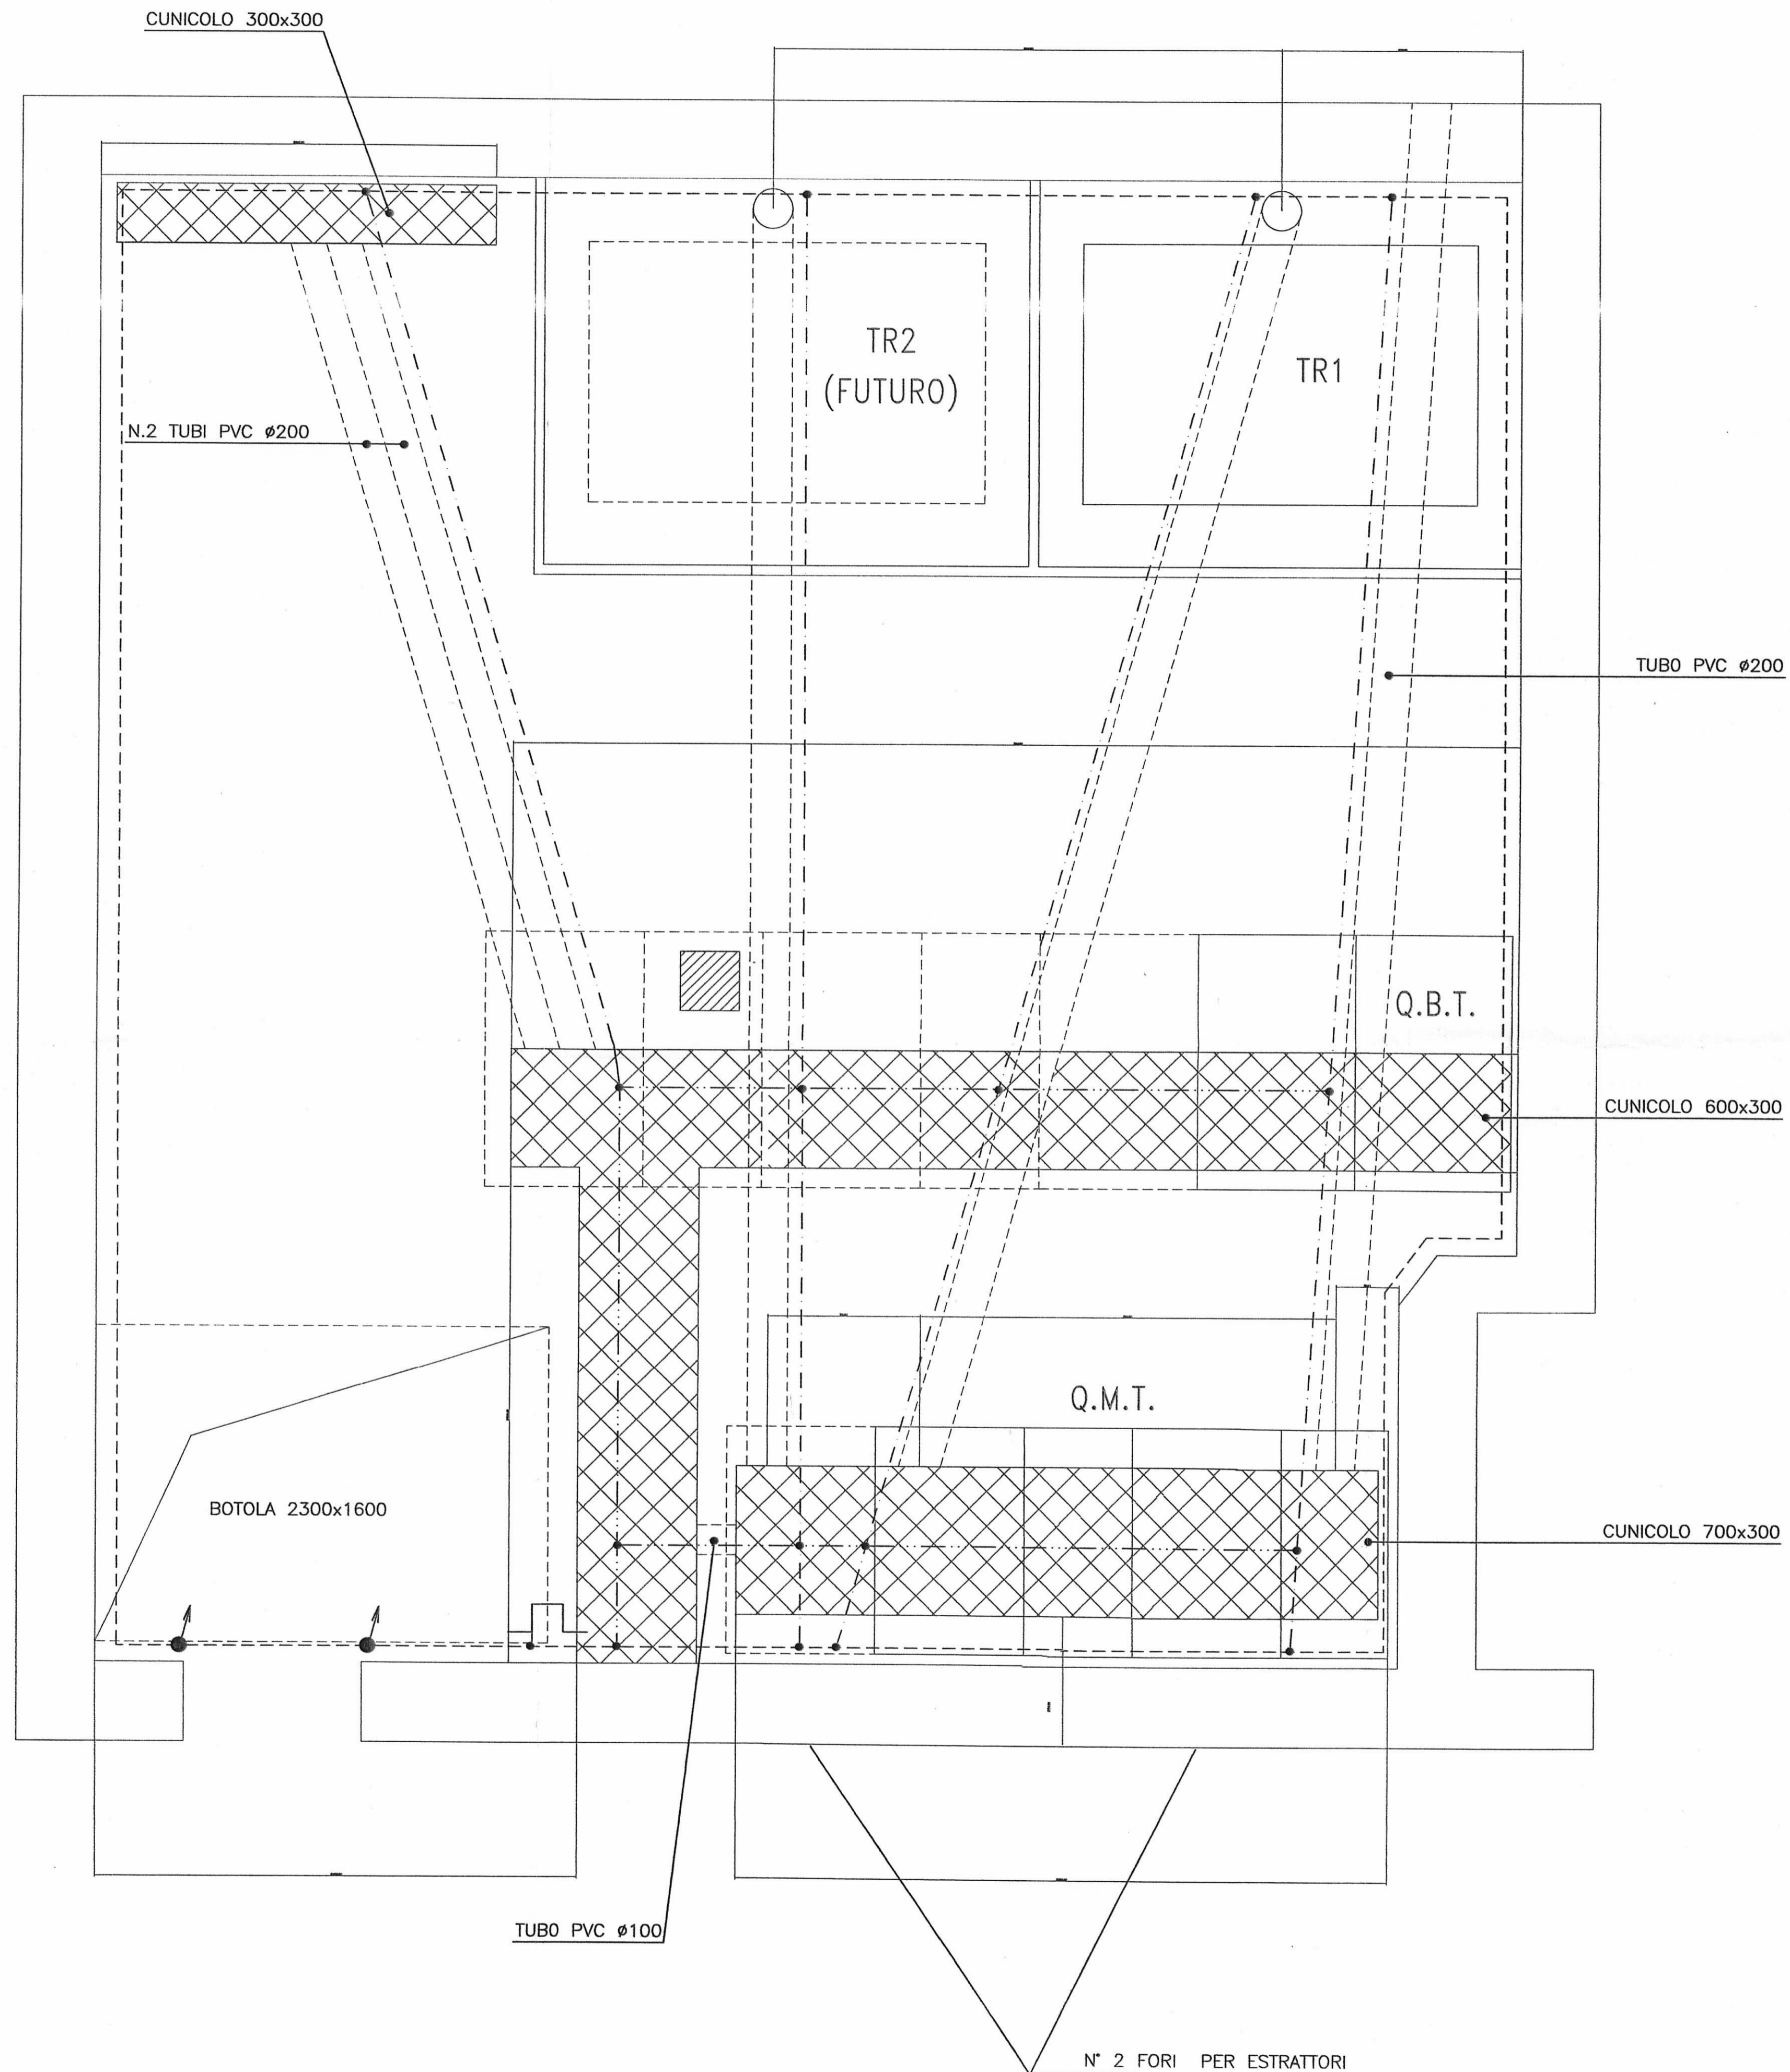 CUNICOLO 300x300
TR2
(FUTURO)
TR1
N.2 TUBI PVC ø200
TUBO PVC ø200
Q.B.T.
CUNICOLO 600x300
Q.M.T.
BOTOLA 2300x1600
CUNICOLO 700x300
TUBO PVC ø100
N° 2 FORI PER ESTRATTORI